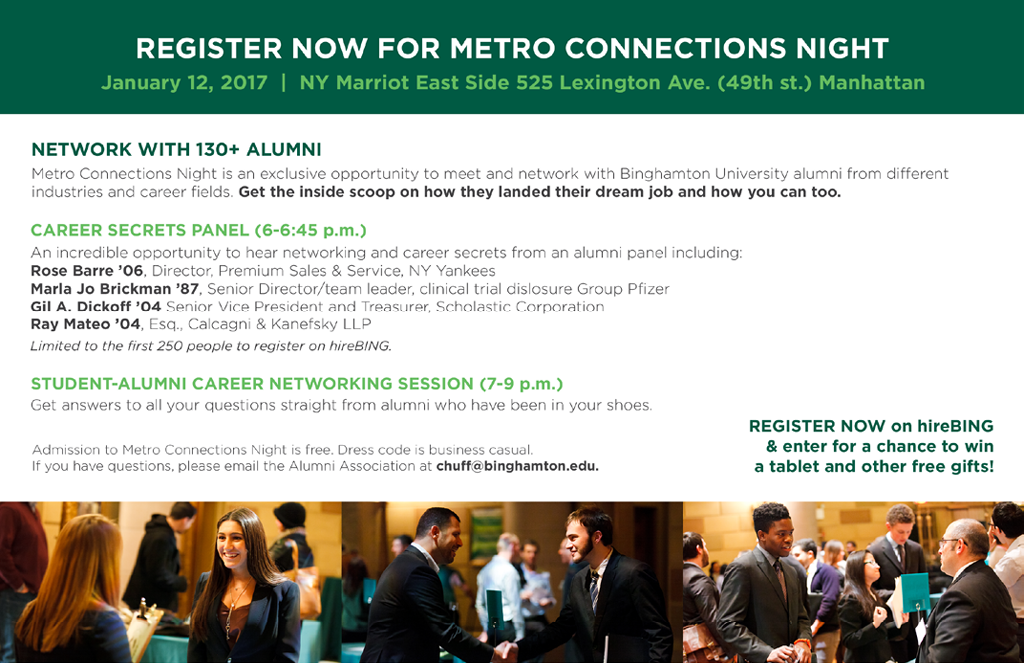 REGISTER NOW FOR METRO CONNECTIONS NIGHT
January 12, 2017 | NY Marriot East Side 525 Lexington Ave. (49th st.) Manhattan
NETWORK WITH 130+ ALUMNI
Metro Connections Night is an exclusive opportunity to meet and network with Binghamton University alumni from different
industries and career fields. Get the inside scoop on how they landed their dream job and how you can too.
CAREER SECRETS PANEL (6-6:45 p.m.)
An incredible opportunity to hear networking and career secrets from an alumni panel including:
Rose Barre ’06, Director, Premium Sales & Service, NY Yankees
Marla Jo Brickman ’87, Senior Director/team leader, clinical trial dislosure Group Pfizer
Gil A. Dickoff ’04 Senior Vice President and Treasurer, Scholastic Corporation
Ray Mateo ’04, Esq., Calcagni & Kanefsky LLP
Limited to the first 250 people to register on hireBING.
STUDENT-ALUMNI CAREER NETWORKING SESSION (7-9 p.m.)
Get answers to all your questions straight from alumni who have been in your shoes.
Admission to Metro Connections Night is free. Dress code is business casual.
If you have questions, please email the Alumni Association at chuff@binghamton.edu.
REGISTER NOW on hireBING
& enter for a chance to win
a tablet and other free gifts!